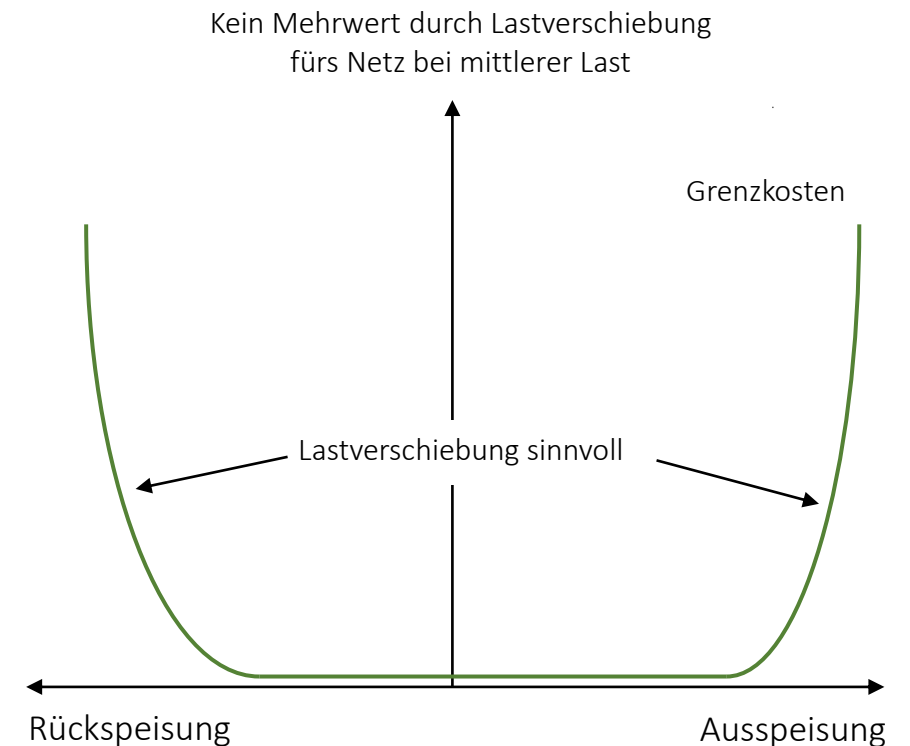 Kein Mehrwert durch Lastverschiebung
fürs Netz bei mittlerer Last
Grenzkosten
Lastverschiebung sinnvoll
Rückspeisung
Ausspeisung